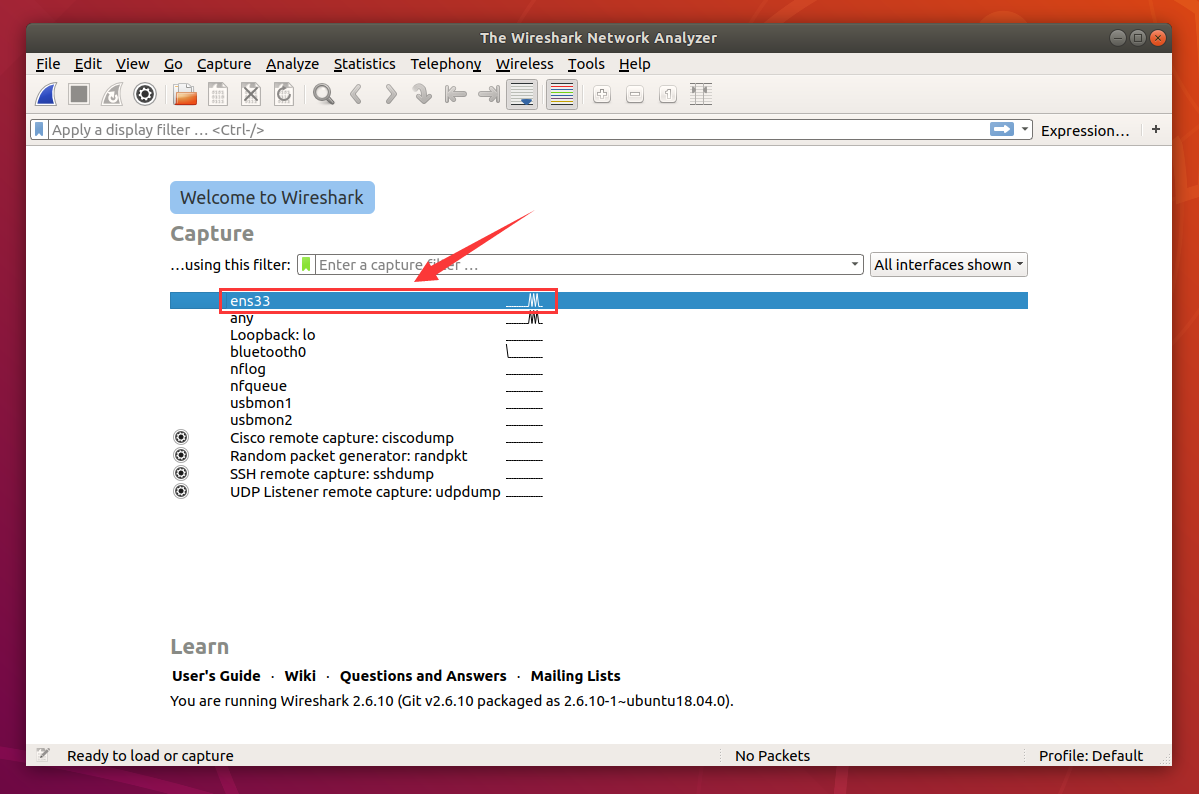 The Wireshark Network Analyzer
File Edit View Go Capture Analyze Statistics Telephony Wireless Tools Help
Apply a display filter … <Ctrl-/> Expression… +
Welcome to Wireshark
Capture
…using this filter: Enter a capture filter … All interfaces shown
ens33
any
Loopback: lo
bluetooth0
nflog
nfqueue
usbmon1
usbmon2
Cisco remote capture: ciscodump
Random packet generator: randpkt
SSH remote capture: sshdump
UDP Listener remote capture: udpdump
Learn
User's Guide · Wiki · Questions and Answers · Mailing Lists
You are running Wireshark 2.6.10 (Git v2.6.10 packaged as 2.6.10-1~ubuntu18.04.0).
Ready to load or capture No Packets Profile: Default